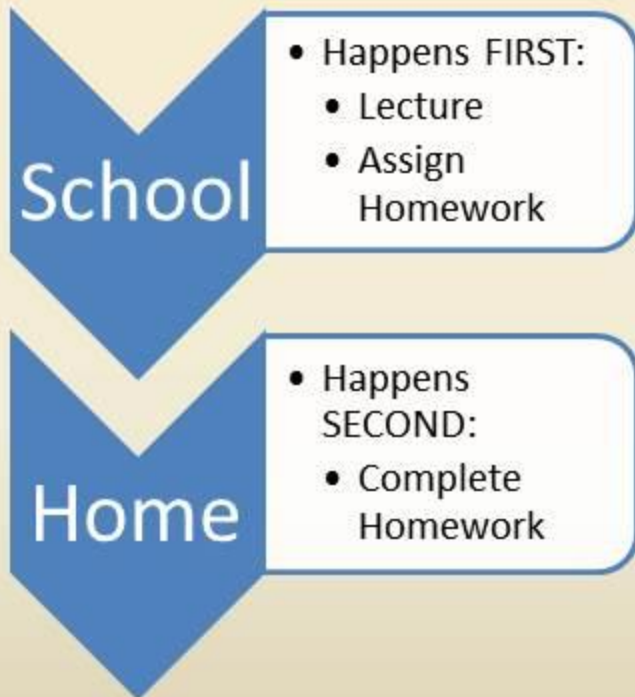 School
• Happens FIRST:
• Lecture
• Assign
Homework
Home
• Happens
SECOND:
• Complete
Homework